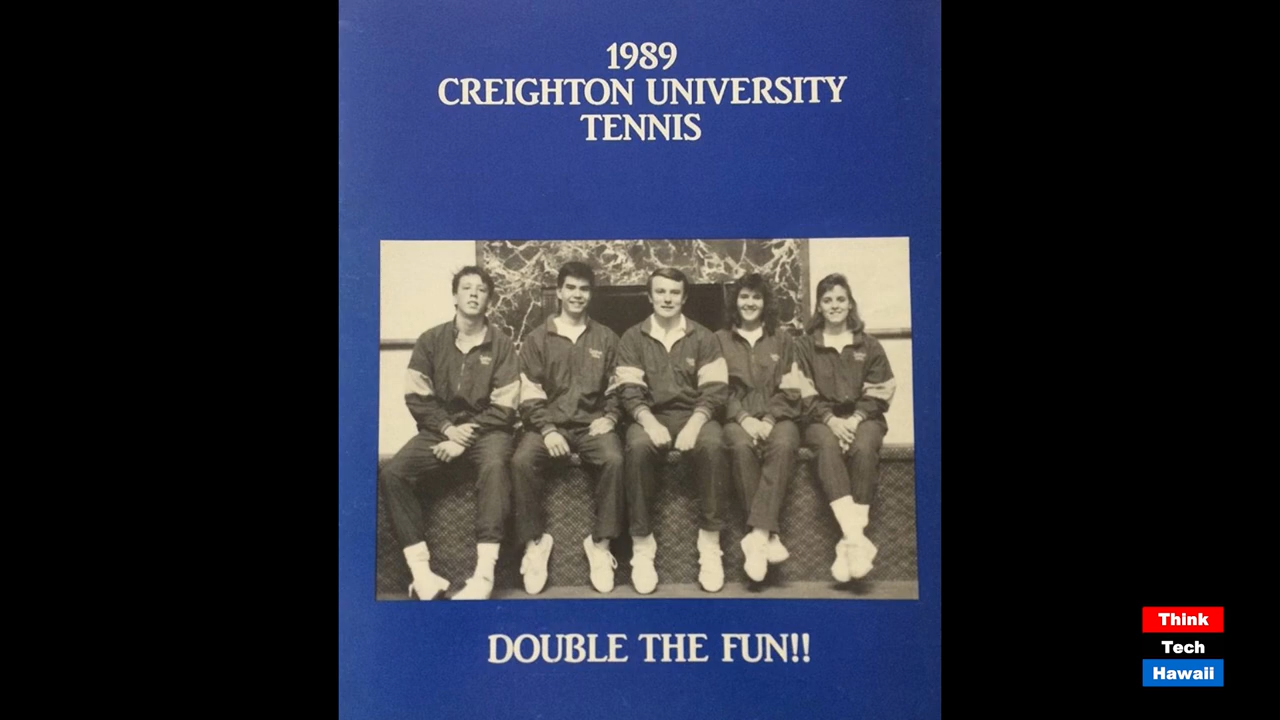 1989
CREIGHTON UNIVERSITY
TENNIS
DOUBLE THE FUN!!
Think
Tech
Hawaii